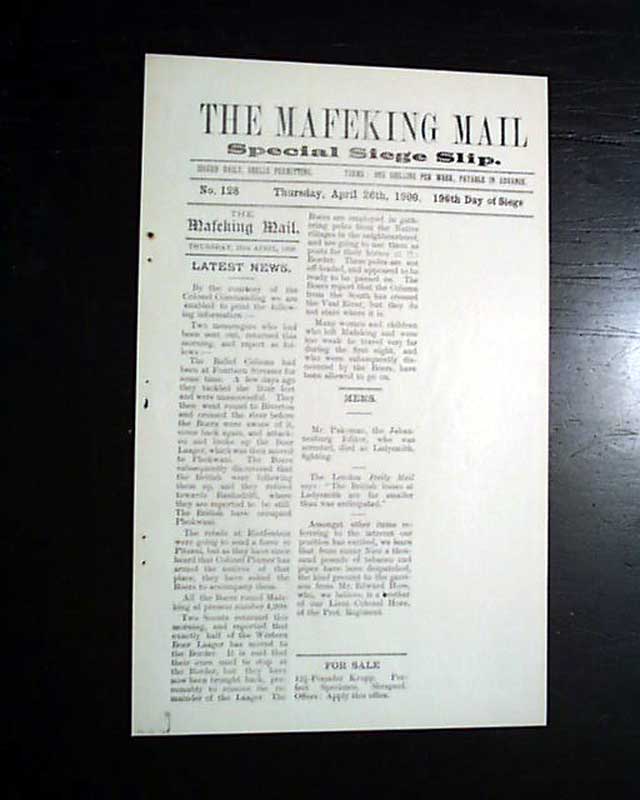 THE MAFEKING MAIL
Special Siege Slip.
ISSUED DAILY, SHELLS PERMITTING. TERMS: ONE SHILLING PER WEEK, PAYABLE IN ADVANCE.
No. 128 Thursday, April 26th, 1900. 196th Day of Siege
THE
Mafeking Mail.
THURSDAY, 26TH APRIL, 1900.
LATEST NEWS.
By the courtesy of the
Colonel Commanding we are
enabled to print the follow-
ing information :—
Two messengers who had
been sent out, returned this
morning, and report as fol-
lows :—
The Relief Column had
been at Fourteen Streams for
some time. A few days ago
they tackled the Boer fort
and were unsuccessful. They
then went round to
and crossed the river before
the Boers were aware of it,
came back again and attack-
ed and broke up the Boer
Laager, which was then moved
to Phokwani. The Boers
subsequently discovered that
the British were following
them up, and they retired
towards where
they are reported to be still.
The British have occupied
Phokwani.
The rebels at
were going to send a force to
Pitsani, but as they have since
heard that Colonel Plumer has
armed the natives of that
place, they have asked the
Boers to accompany them.
All the Boers round Mafe-
king at present number
Two Scouts returned this
morning, and reported that
exactly half of the Western
Boer Laager has moved to
the Border. It is said that
their oxen used to stop at
the Border, but they have
now been brought back, pre-
sumably to remove the re-
mainder of the Laager. The
Boers are employed in gath-
ering poles from the Native
villages in the neighbourhood,
and are going to use them as
posts for their horses at the
Border. These poles are not
off-loaded, and appeared to be
ready to be passed on. The
Boers report that the Column
from the South has crossed
the Vaal River, but they do
not state where it is.
Many women and children
who left Mafeking and were
too weak to travel very far
during the first night, and
who were subsequently dis-
covered by the Boers, have
been allowed to go on.
MEMS.
Mr. Pakeman, the Johan-
nesburg Editor, who was
arrested, died at Ladysmith,
fighting.
The London Daily Mail
says: "The British losses at
Ladysmith are far smaller
than was anticipated."
Amongst other items re-
ferring to the interest our
position has excited, we learn
that from sunny Nice a thou-
sand pounds of tobacco and
pipes have been despatched,
the kind present to the garri-
son from Mr. Edward Hore,
who, we believe, is a brother
of our Lieut.-Colonel Hore,
of the Prot. Regiment.
FOR SALE
12½-Pounder Krupp. Per-
fect Specimen, Shrapnel.
Offers: Apply this office.